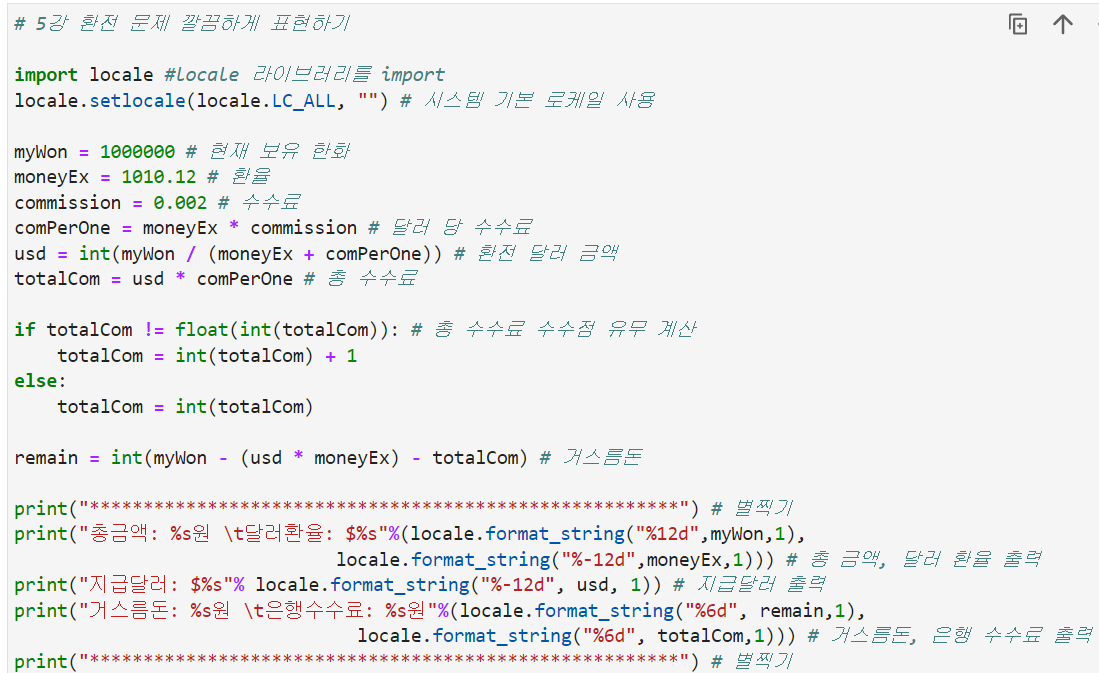 # 5강 환전 문제 깔끔하게 표현하기
import locale #locale 라이브러리를 import
locale.setlocale(locale.LC_ALL, "") # 시스템 기본 로케일 사용
myWon = 1000000 # 현재 보유 한화
moneyEx = 1010.12 # 환율
commission = 0.002 # 수수료
comPerOne = moneyEx * commission # 달러 당 수수료
usd = int(myWon / (moneyEx + comPerOne)) # 환전 달러 금액
totalCom = usd * comPerOne # 총 수수료
if totalCom != float(int(totalCom)): # 총 수수료 수수점 유무 계산
    totalCom = int(totalCom) + 1
else:
    totalCom = int(totalCom)
remain = int(myWon - (usd * moneyEx) - totalCom) # 거스름돈
print("*******************************************************") # 별찍기
print("총금액: %s원 \t달러환율: $%s"%(locale.format_string("%12d",myWon,1),
                              locale.format_string("%-12d",moneyEx,1))) # 총 금액, 달러 환율 출력
print("지급달러: $%s"% locale.format_string("%-12d", usd, 1)) # 지급달러 출력
print("거스름돈: %s원 \t은행수수료: %s원"%(locale.format_string("%6d", remain,1),
                                locale.format_string("%6d", totalCom,1))) # 거스름돈, 은행 수수료 출력
print("*******************************************************") # 별찍기